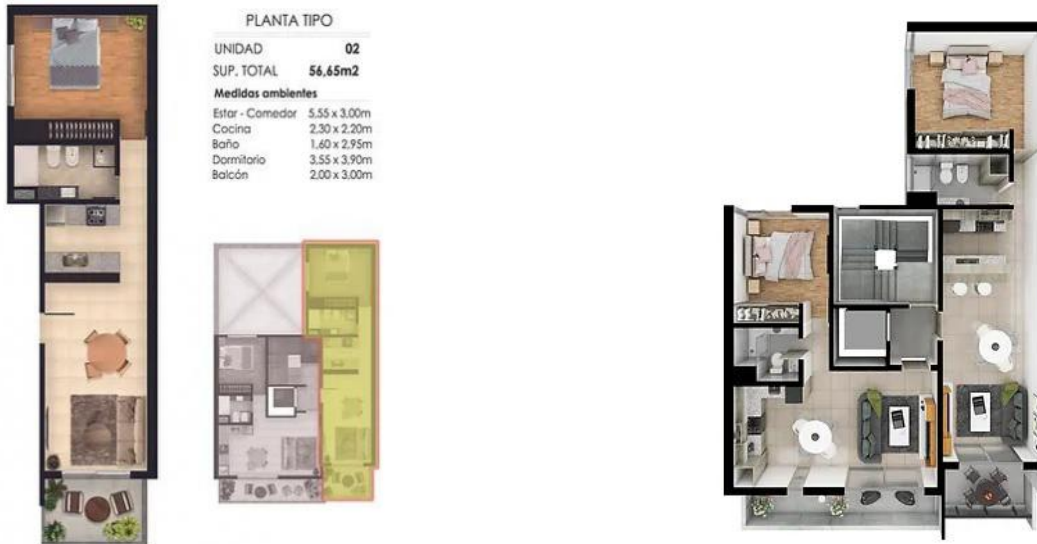 PLANTA TIPO
UNIDAD 02
SUP. TOTAL 56,65m2
Medidas ambientes
Estar - Comedor 5,55 x 3,00m
Cocina 2,30 x 2,20m
Baño 1,60 x 2,95m
Dormitorio 3,55 x 3,90m
Balcón 2,00 x 3,00m